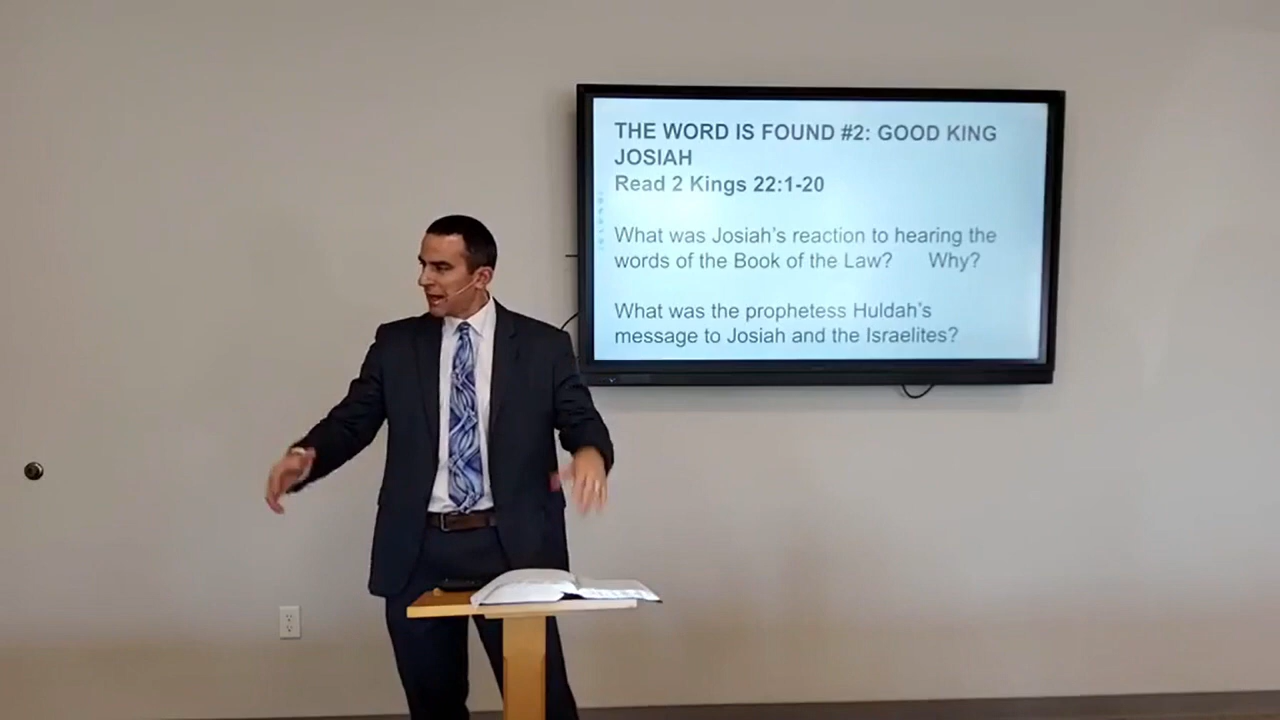 THE WORD IS FOUND #2: GOOD KING
JOSIAH
Read 2 Kings 22:1-20
What was Josiah's reaction to hearing the
words of the Book of the Law? Why?
What was the prophetess Huldah's
message to Josiah and the Israelites?